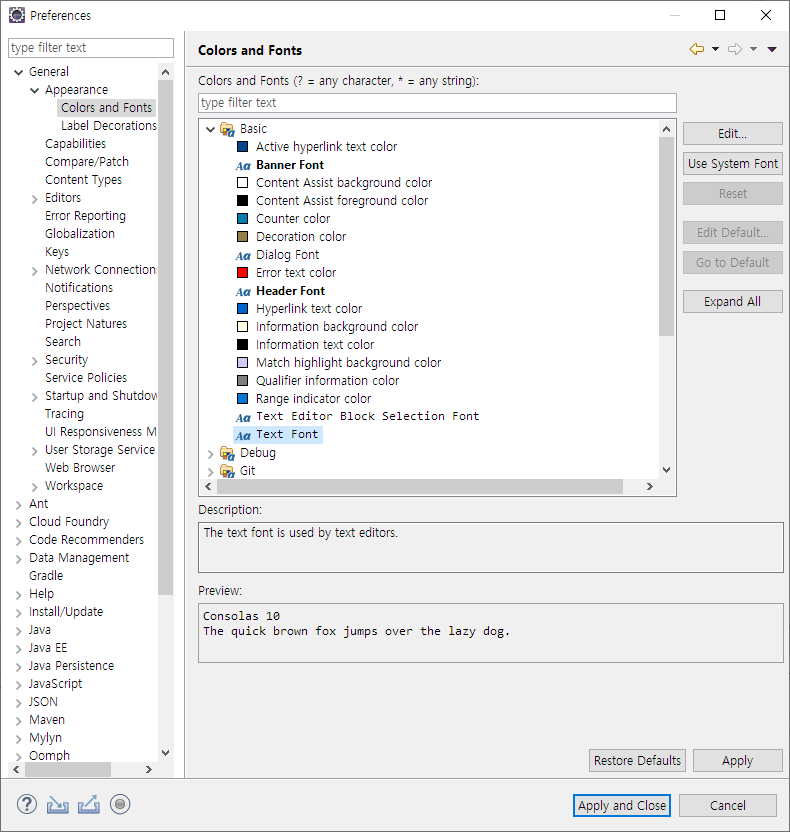 Preferences
type filter text
General
Appearance
Colors and Fonts
Label Decorations
Capabilities
Compare/Patch
Content Types
Editors
Error Reporting
Globalization
Keys
Network Connection
Notifications
Perspectives
Project Natures
Search
Security
Service Policies
Startup and Shutdow
Tracing
UI Responsiveness M
User Storage Service
Web Browser
Workspace
Ant
Cloud Foundry
Code Recommenders
Data Management
Gradle
Help
Install/Update
Java
Java EE
Java Persistence
JavaScript
JSON
Maven
Mylyn
Oomph
Colors and Fonts
Colors and Fonts (? = any character, * = any string):
type filter text
Basic
Active hyperlink text color
Aa Banner Font
Content Assist background color
Content Assist foreground color
Counter color
Decoration color
Aa Dialog Font
Error text color
Aa Header Font
Hyperlink text color
Information background color
Information text color
Match highlight background color
Qualifier information color
Range indicator color
Aa Text Editor Block Selection Font
Aa Text Font
Debug
Git
Edit...
Use System Font
Reset
Edit Default...
Go to Default
Expand All
Description:
The text font is used by text editors.
Preview:
Consolas 10
The quick brown fox jumps over the lazy dog.
Restore Defaults
Apply
?
Apply and Close
Cancel